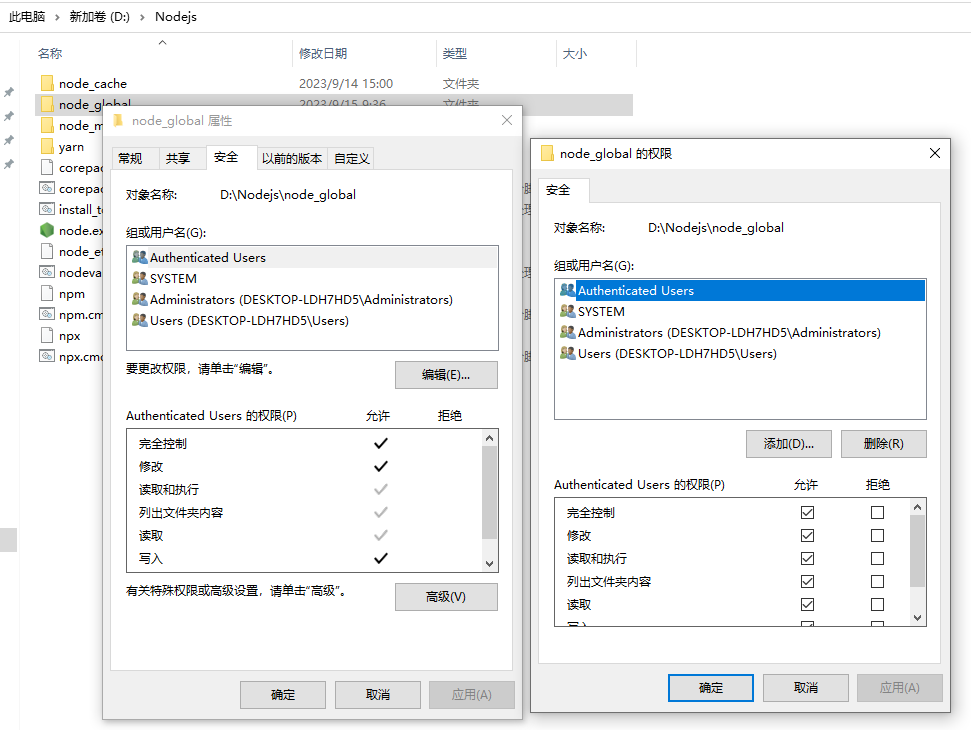 此电脑 › 新加卷 (D:) › Nodejs
名称 修改日期 类型 大小
node_cache 2023/9/14 15:00 文件夹
node_global 2023/9/15 9:36 文件夹
node_m
yarn
corepac
corepac
install_to
node.ex
node_et
nodeva
npm
npm.cm
npx
npx.cmd
node_global 属性
常规 共享 安全 以前的版本 自定义
对象名称: D:\Nodejs\node_global
组或用户名(G):
Authenticated Users
SYSTEM
Administrators (DESKTOP-LDH7HD5\Administrators)
Users (DESKTOP-LDH7HD5\Users)
要更改权限，请单击"编辑"。
编辑(E)...
Authenticated Users 的权限(P) 允许 拒绝
完全控制
修改
读取和执行
列出文件夹内容
读取
写入
有关特殊权限或高级设置，请单击"高级"。
高级(V)
确定 取消 应用(A)
node_global 的权限
安全
对象名称: D:\Nodejs\node_global
组或用户名(G):
Authenticated Users
SYSTEM
Administrators (DESKTOP-LDH7HD5\Administrators)
Users (DESKTOP-LDH7HD5\Users)
添加(D)... 删除(R)
Authenticated Users 的权限(P) 允许 拒绝
完全控制
修改
读取和执行
列出文件夹内容
读取
写入
确定 取消 应用(A)